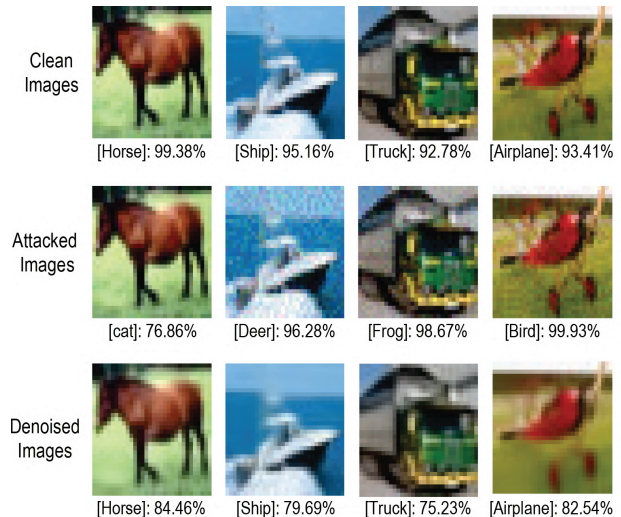 Clean
Images
[Horse]: 99.38% [Ship]: 95.16% [Truck]: 92.78% [Airplane]: 93.41%
Attacked
Images
[cat]: 76.86% [Deer]: 96.28% [Frog]: 98.67% [Bird]: 99.93%
Denoised
Images
[Horse]: 84.46% [Ship]: 79.69% [Truck]: 75.23% [Airplane]: 82.54%